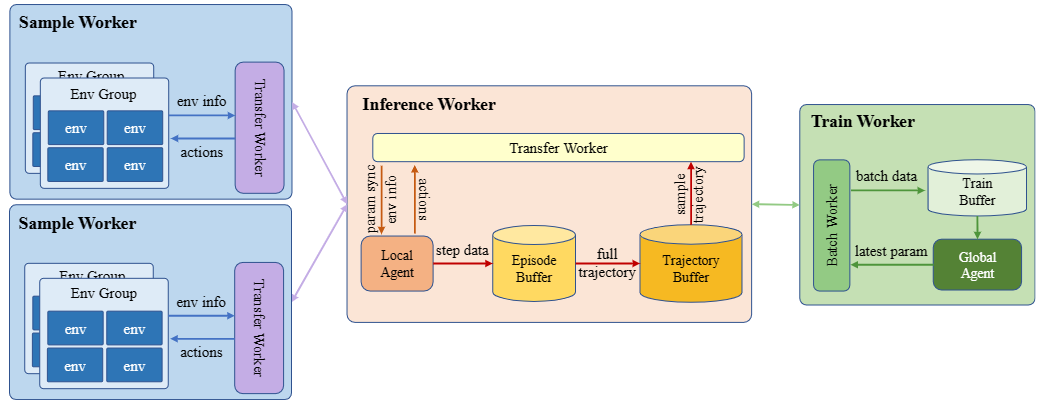 Sample Worker
Env Group
Env Group
env
env
env
env
env info
actions
Transfer Worker
Sample Worker
Env Group
Env Group
env
env
env
env
env info
actions
Transfer Worker
Inference Worker
Transfer Worker
param sync
env info
actions
sample
trajectory
Local
Agent
step data
Episode
Buffer
full
trajectory
Trajectory
Buffer
Train Worker
Batch Worker
batch data
Train
Buffer
latest param
Global
Agent